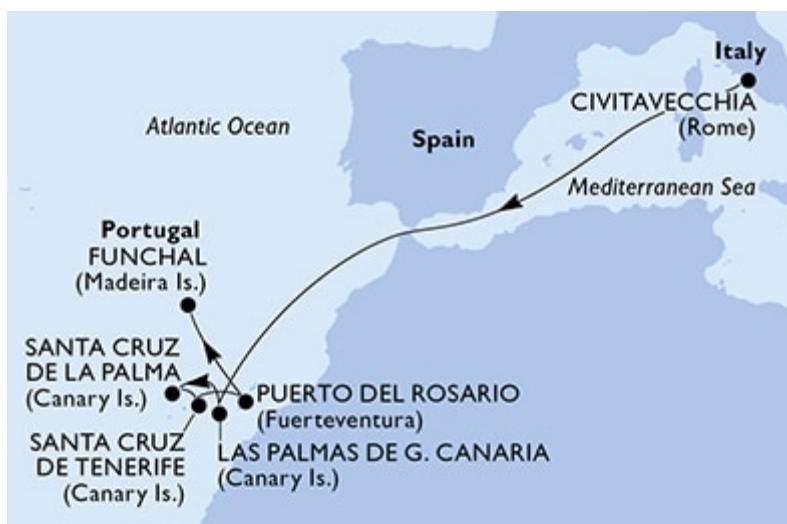 Italy
CIVITAVECCHIA
(Rome)
Atlantic Ocean
Spain
Mediterranean Sea
Portugal
FUNCHAL
(Madeira Is.)
SANTA CRUZ
DE LA PALMA
(Canary Is.)
PUERTO DEL ROSARIO
(Fuerteventura)
SANTA CRUZ
DE TENERIFE
(Canary Is.)
LAS PALMAS DE G. CANARIA
(Canary Is.)